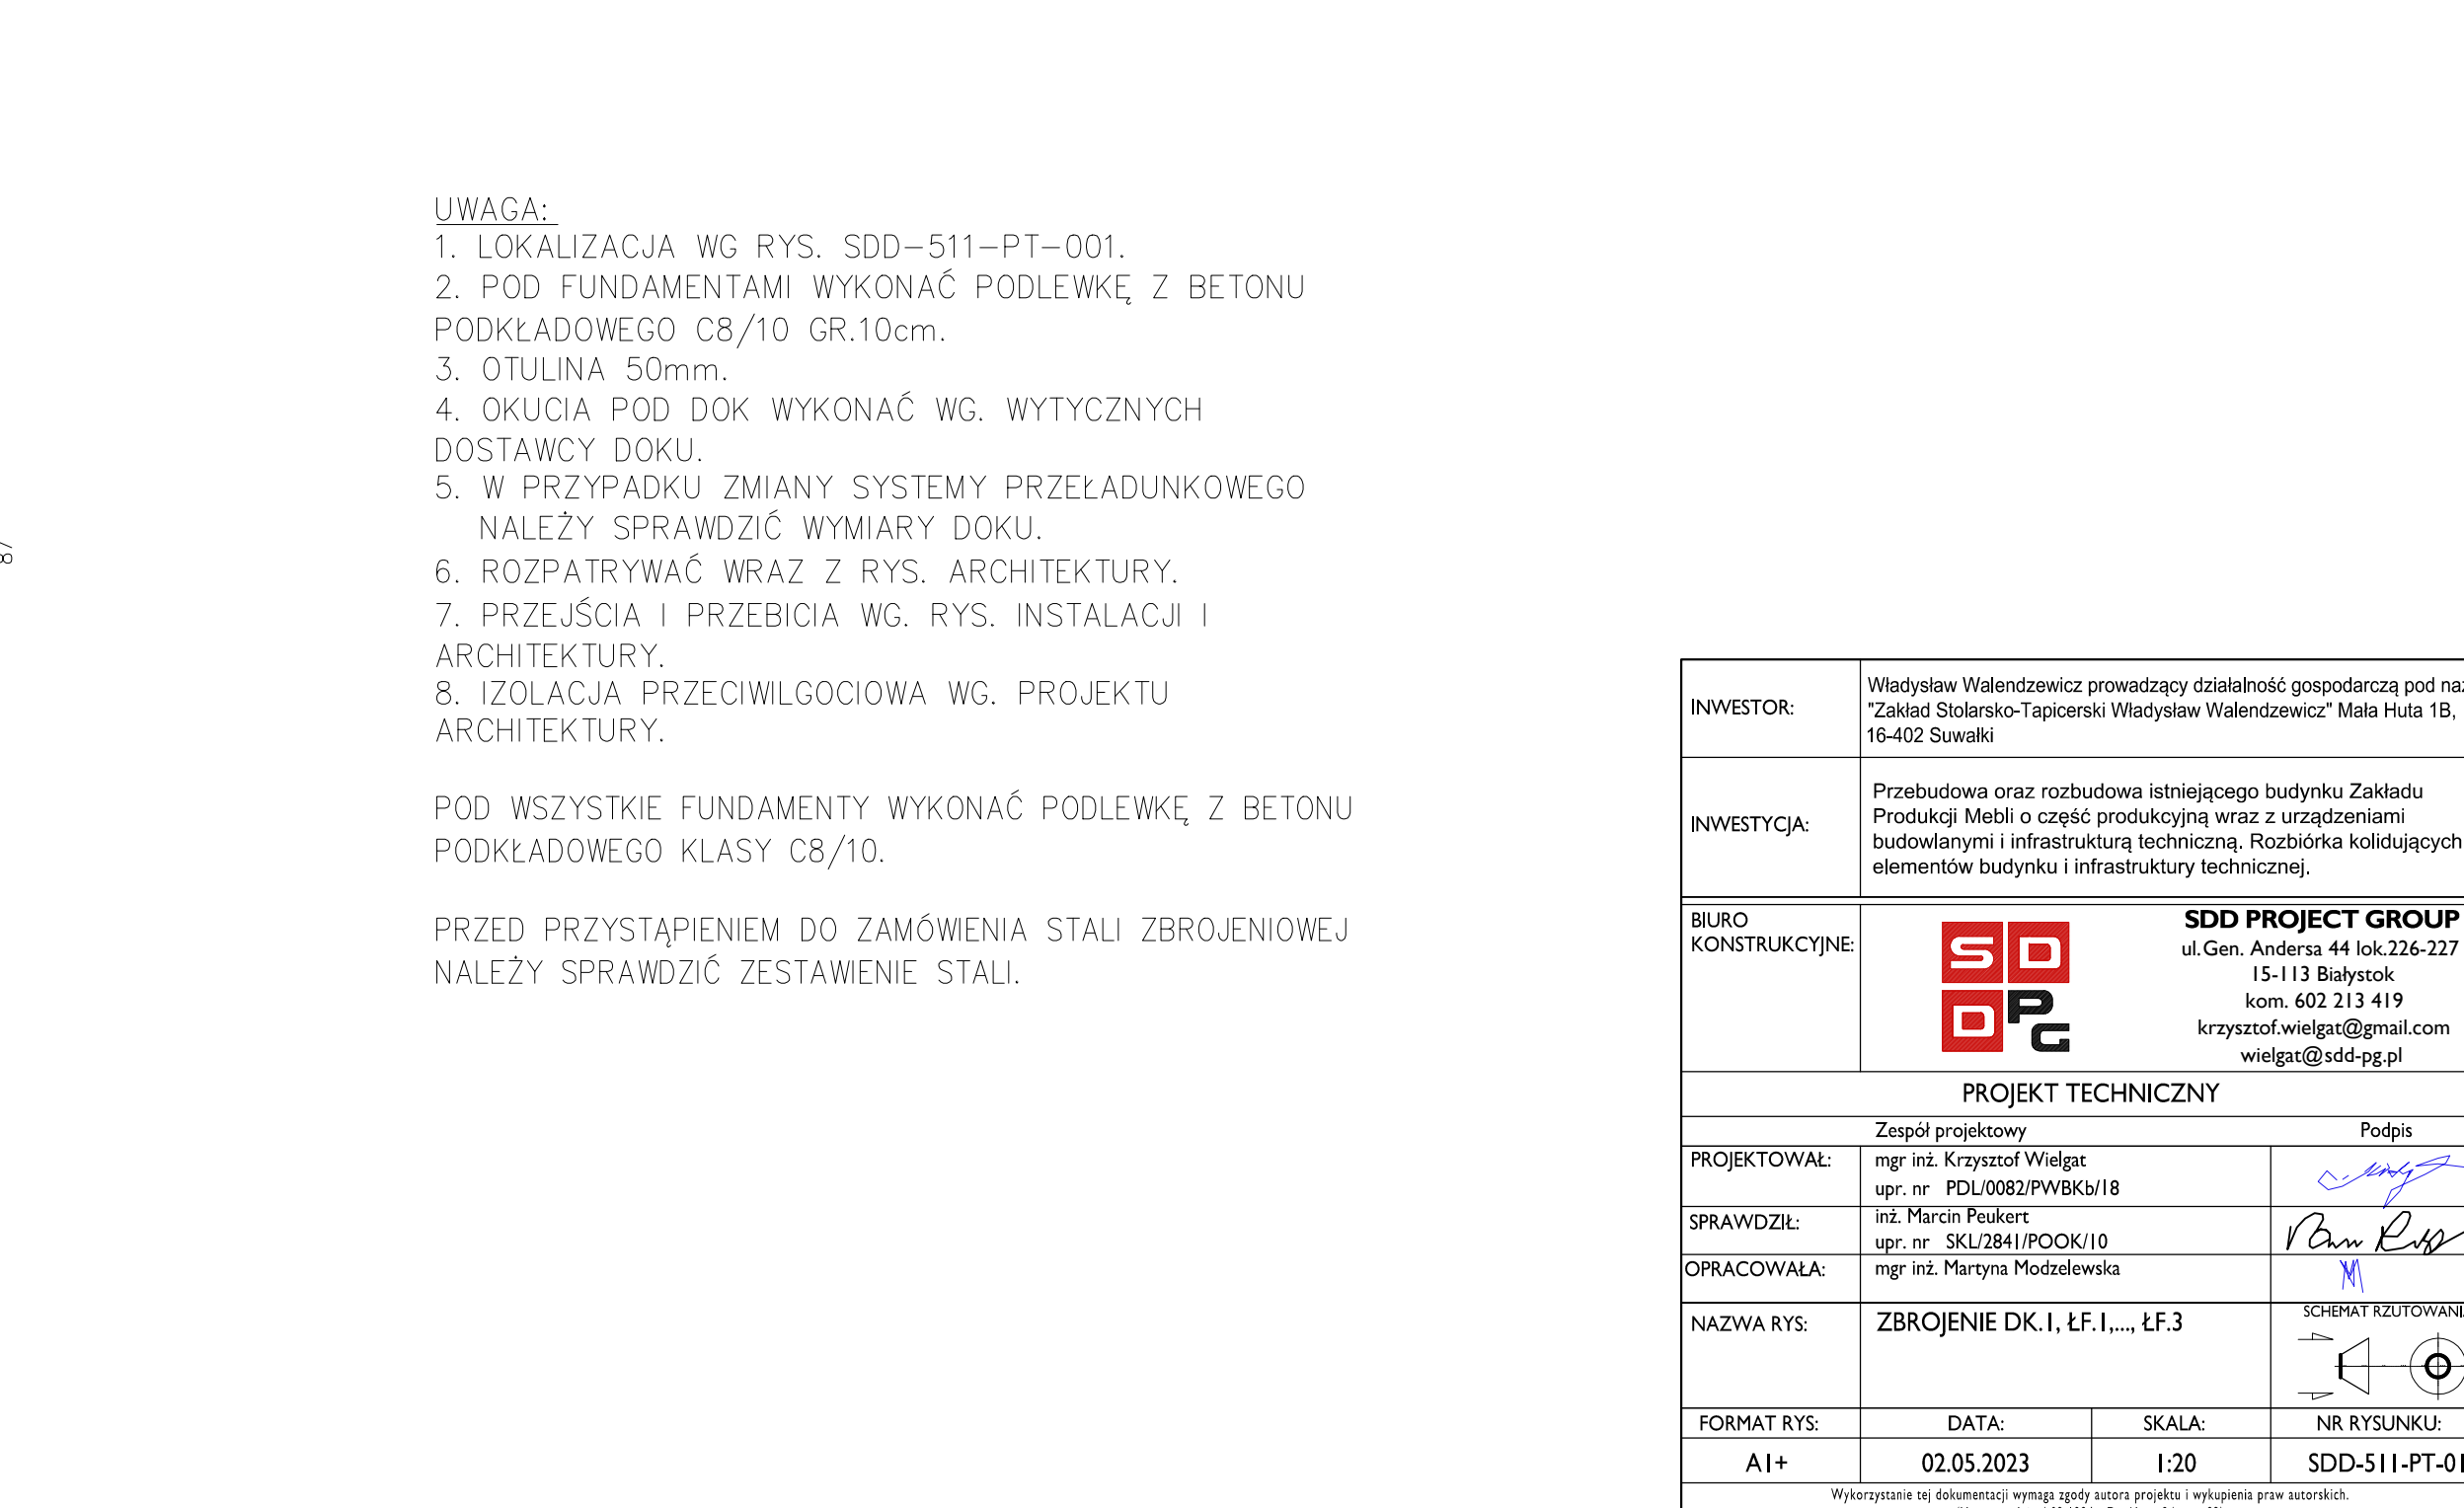 UWAGA:
1. LOKALIZACJA WG RYS. SDD-511-PT-001.
2. POD FUNDAMENTAMI WYKONAĆ PODLEWKĘ Z BETONU
PODKŁADOWEGO C8/10 GR.10cm.
3. OTULINA 50mm.
4. OKUCIA POD DOK WYKONAĆ WG. WYTYCZNYCH
DOSTAWCY DOKU.
5. W PRZYPADKU ZMIANY SYSTEMY PRZEŁADUNKOWEGO
NALEŻY SPRAWDZIĆ WYMIARY DOKU.
6. ROZPATRYWAĆ WRAZ Z RYS. ARCHITEKTURY.
7. PRZEJŚCIA I PRZEBICIA WG. RYS. INSTALACJI I
ARCHITEKTURY.
8. IZOLACJA PRZECIWILGOCIOWA WG. PROJEKTU
ARCHITEKTURY.
POD WSZYSTKIE FUNDAMENTY WYKONAĆ PODLEWKĘ Z BETONU
PODKŁADOWEGO KLASY C8/10.
PRZED PRZYSTĄPIENIEM DO ZAMÓWIENIA STALI ZBROJENIOWEJ
NALEŻY SPRAWDZIĆ ZESTAWIENIE STALI.
INWESTOR:
Władysław Walendzewicz prowadzący działalność gospodarczą pod
"Zakład Stolarsko-Tapicerski Władysław Walendzewicz" Mała Huta 1B,
16-402 Suwałki
INWESTYCJA:
Przebudowa oraz rozbudowa istniejącego budynku Zakładu
Produkcji Mebli o część produkcyjną wraz z urządzeniami
budowlanymi i infrastrukturą techniczną. Rozbiórka kolidujących
elementów budynku i infrastruktury technicznej.
BIURO
KONSTRUKCYJNE:
SD
DPG
SDD PROJECT GROUP
ul.Gen. Andersa 44 lok.226-227
15-113 Białystok
kom. 602 213 419
krzysztof.wielgat@gmail.com
wielgat@sdd-pg.pl
PROJEKT TECHNICZNY
Zespół projektowy Podpis
PROJEKTOWAŁ: mgr inż. Krzysztof Wielgat
upr. nr PDL/0082/PWBKb/18
SPRAWDZIŁ: inż. Marcin Peukert
upr. nr SKL/2841/POOK/10
OPRACOWAŁA: mgr inż. Martyna Modzelewska
NAZWA RYS: ZBROJENIE DK.1, ŁF.1,..., ŁF.3
SCHEMAT
FORMAT RYS: DATA: SKALA: NR RYSUNKU:
A1+ 02.05.2023 1:20
Wykorzystanie tej dokumentacji wymaga zgody autora projektu i wykupienia praw autorskich.